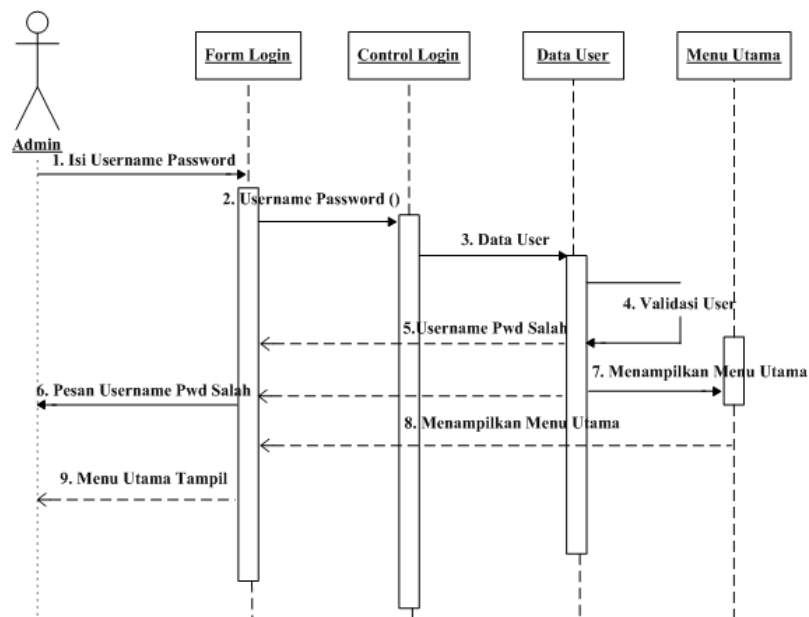 Form Login
Control Login
Data User
Menu Utama
Admin
1. Isi Username Password
2. Username Password ()
3. Data User
4. Validasi User
5.Username Pwd Salah
7. Menampilkan Menu Utama
6. Pesan Username Pwd Salah
8. Menampilkan Menu Utama
9. Menu Utama Tampil